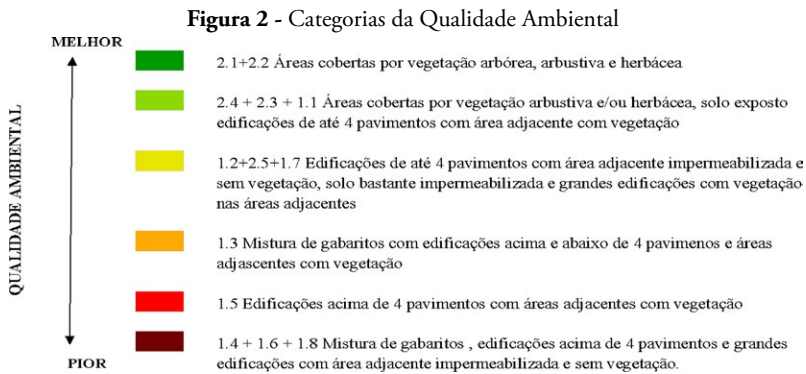 Figura 2 - Categorias da Qualidade Ambiental
MELHOR
QUALIDADE AMBIENTAL
2.1+2.2 Áreas cobertas por vegetação arbórea, arbustiva e herbácea
2.4 + 2.3 + 1.1 Áreas cobertas por vegetação arbustiva e/ou herbácea, solo exposto
edificações de até 4 pavimentos com área adjacente com vegetação
1.2+2.5+1.7 Edificações de até 4 pavimentos com área adjacente impermeabilizada e
sem vegetação, solo bastante impermeabilizada e grandes edificações com vegetação
nas áreas adjacentes
1.3 Mistura de gabaritos com edificações acima e abaixo de 4 pavimenos e áreas
adjascentes com vegetação
1.5 Edificações acima de 4 pavimentos com áreas adjacentes com vegetação
1.4 + 1.6 + 1.8 Mistura de gabaritos , edificações acima de 4 pavimentos e grandes
edificações com área adjacente impermeabilizada e sem vegetação.
PIOR